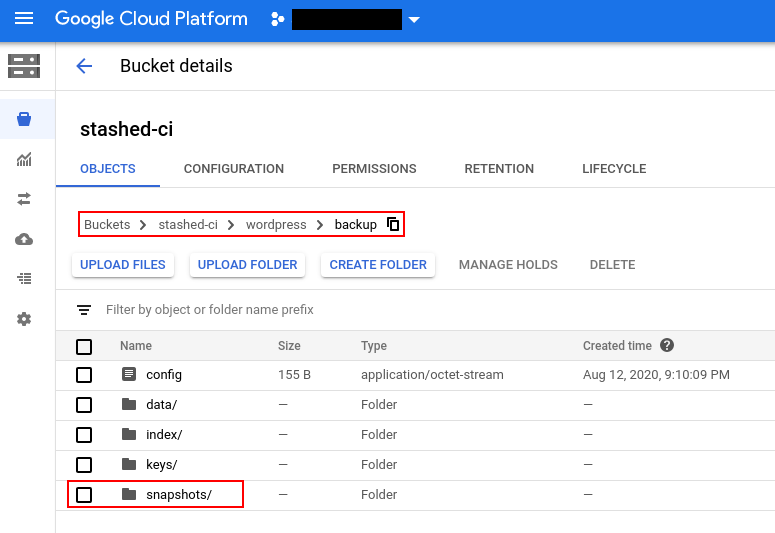 Google Cloud Platform
Bucket details
stashed-ci
OBJECTS CONFIGURATION PERMISSIONS RETENTION LIFECYCLE
Buckets > stashed-ci > wordpress > backup
UPLOAD FILES UPLOAD FOLDER CREATE FOLDER MANAGE HOLDS DELETE
Filter by object or folder name prefix
Name Size Type Created time ?
config 155 B application/octet-stream Aug 12, 2020, 9:10:09 PM
data/ — Folder —
index/ — Folder —
keys/ — Folder —
snapshots/ — Folder —